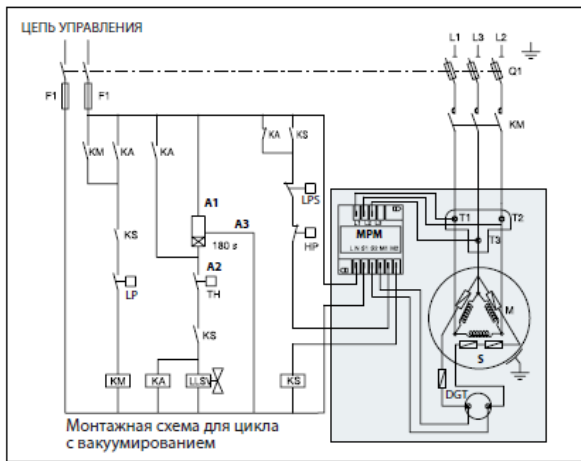 ЦЕПЬ УПРАВЛЕНИЯ
L1 L3 L2
Q1
F1 F1
KM
KM KA KA KA KS
A1
A3
180 s
LPS
HP
MPM
T1 T2
T3
KS
A2
LP TH
KS
M
S
DGT
KM KA LLSV KS
Монтажная схема для цикла
с вакуумированием